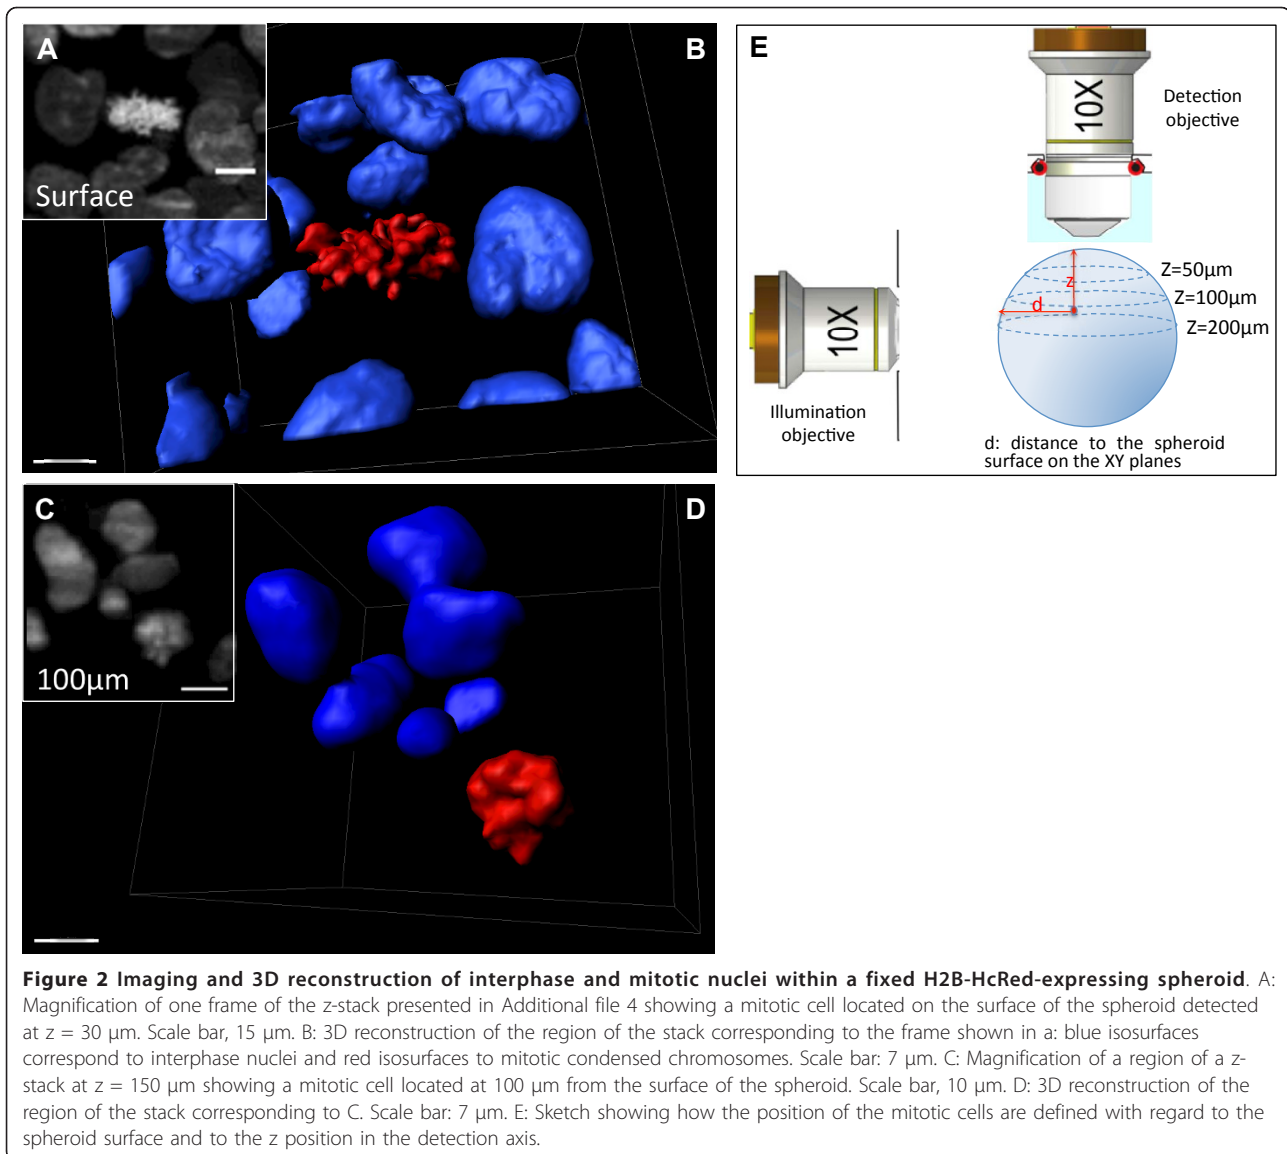 A
B
Surface
E
10X
Detection
objective
Z=50µm
z
Z=100µm
d
Z=200µm
10X
Illumination
objective
d: distance to the spheroid
surface on the XY planes
C
D
100µm
Figure 2 Imaging and 3D reconstruction of interphase and mitotic nuclei within a fixed H2B-HcRed-expressing spheroid. A:
Magnification of one frame of the z-stack presented in Additional file 4 showing a mitotic cell located on the surface of the spheroid detected
at z = 30 µm. Scale bar, 15 µm. B: 3D reconstruction of the region of the stack corresponding to the frame shown in a: blue isosurfaces
correspond to interphase nuclei and red isosurfaces to mitotic condensed chromosomes. Scale bar: 7 µm. C: Magnification of a region of a z-
stack at z = 150 µm showing a mitotic cell located at 100 µm from the surface of the spheroid. Scale bar, 10 µm. D: 3D reconstruction of the
region of the stack corresponding to C. Scale bar: 7 µm. E: Sketch showing how the position of the mitotic cells are defined with regard to the
spheroid surface and to the z position in the detection axis.